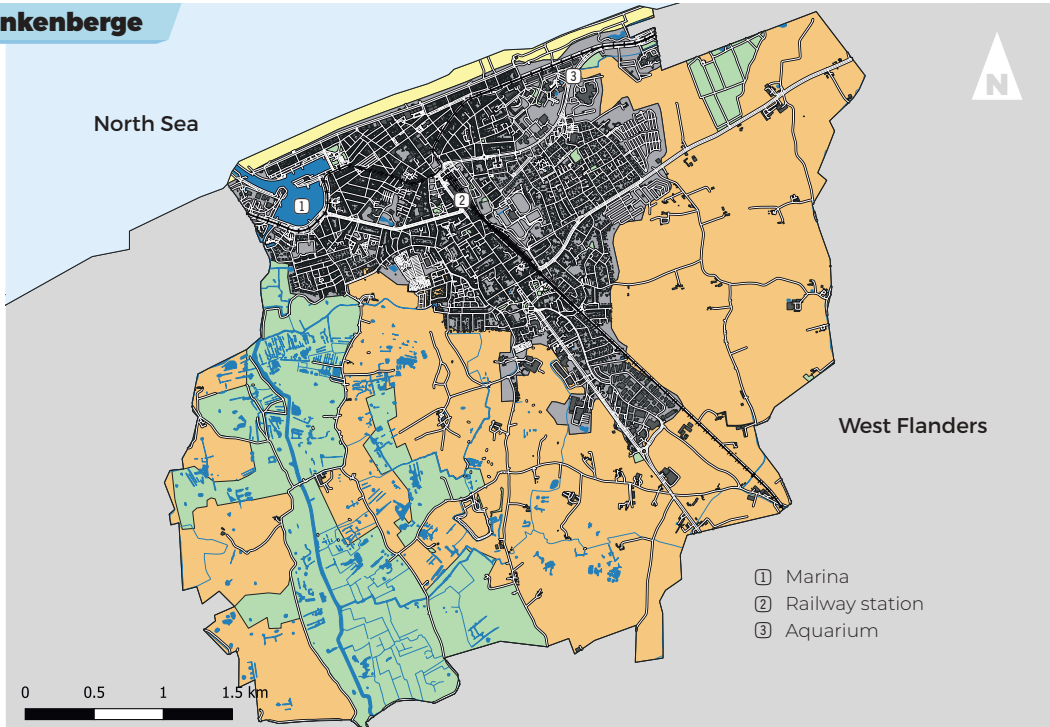 nkenberge
North Sea
3
2
1
N
West Flanders
1 Marina
2 Railway station
3 Aquarium
0 0.5 1 1.5 km